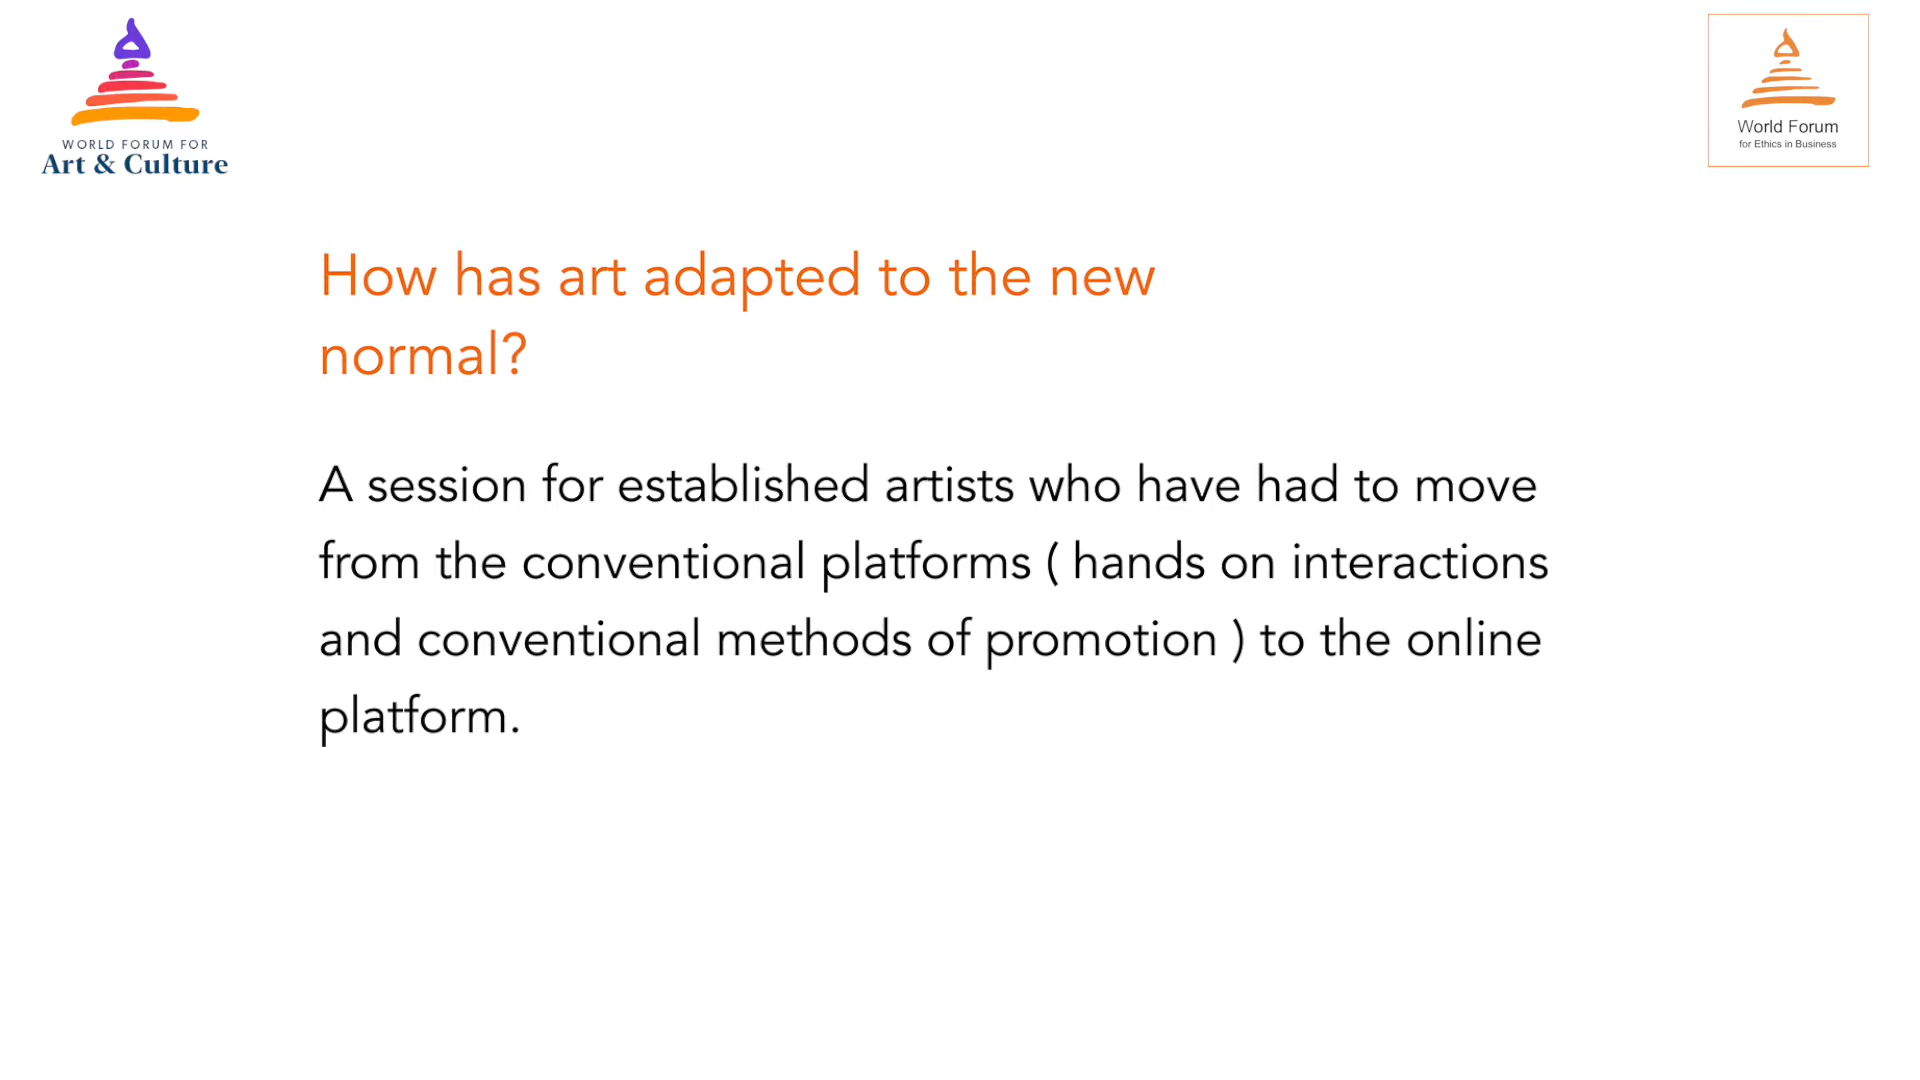 WORLD FORUM FOR
Art & Culture
World Forum
for Ethics in Business
How has art adapted to the new
normal?
A session for established artists who have had to move
from the conventional platforms ( hands on interactions
and conventional methods of promotion ) to the online
platform.